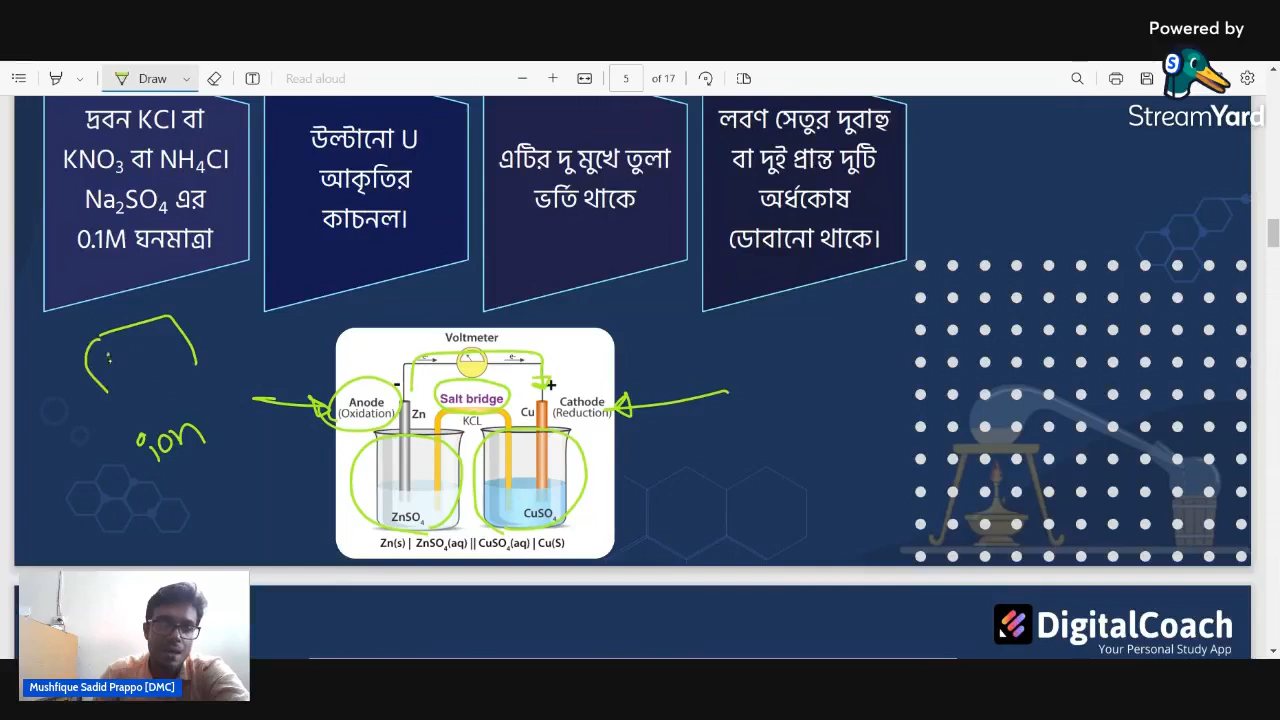 Powered by
StreamYard
Draw
Read aloud
5
of 17
দ্রবন KCl বা
KNO₃ বা NH₄Cl
Na₂SO₄ এর
0.1M ঘনমাত্রা
উল্টানো U
আকৃতির
কাচনল।
এটির দু মুখে তুলা
ভর্তি থাকে
লবণ সেতুর দুবাহু
বা দুই প্রান্ত দুটি
অর্ধকোষ
ডোবানো থাকে।
Voltmeter
e-
e-
-
+
Anode
(Oxidation)
Zn
Salt bridge
KCL
Cu
Cathode
(Reduction)
ZnSO₄
CuSO₄
Zn(s) | ZnSO₄(aq) || CuSO₄(aq) | Cu(S)
ion
DigitalCoach
Your Personal Study App
Mushfique Sadid Prappo [DMC]